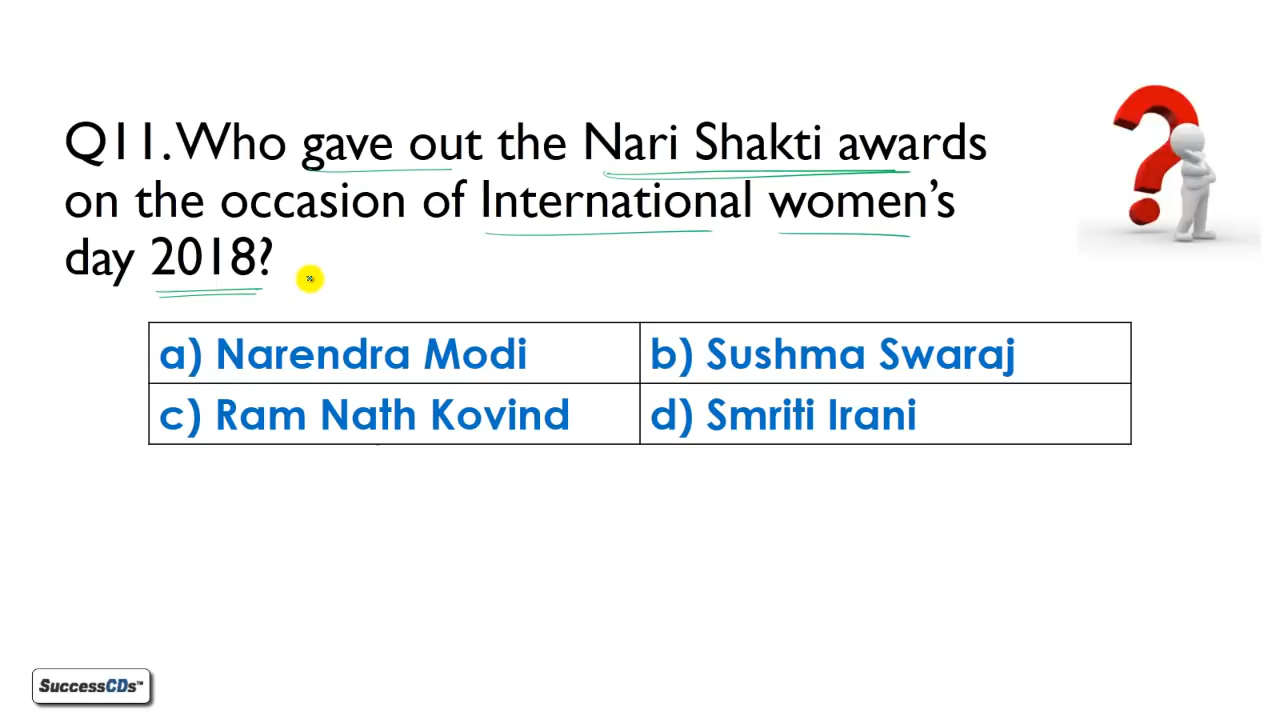 Q11. Who gave out the Nari Shakti awards
on the occasion of International women's
day 2018?
a) Narendra Modi
b) Sushma Swaraj
c) Ram Nath Kovind
d) Smriti Irani
SuccessCDs™